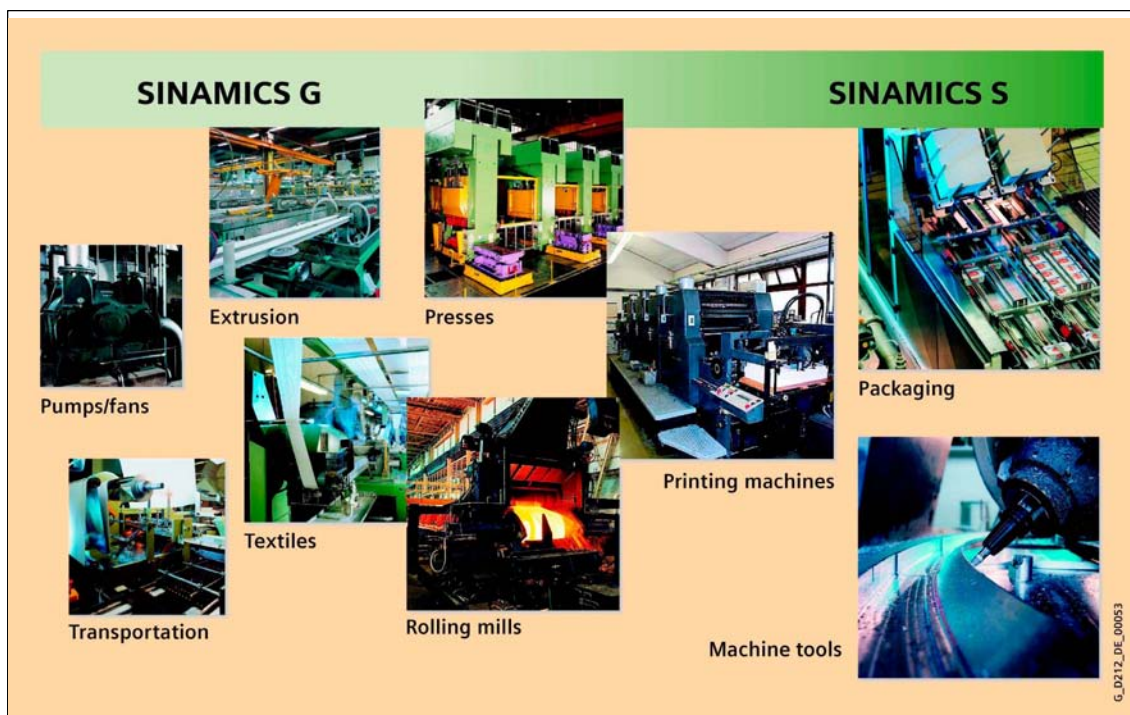 SINAMICS G
SINAMICS S
Extrusion
Presses
Pumps/fans
Packaging
Textiles
Printing machines
Transportation
Rolling mills
Machine tools
G_D212_DE_00053